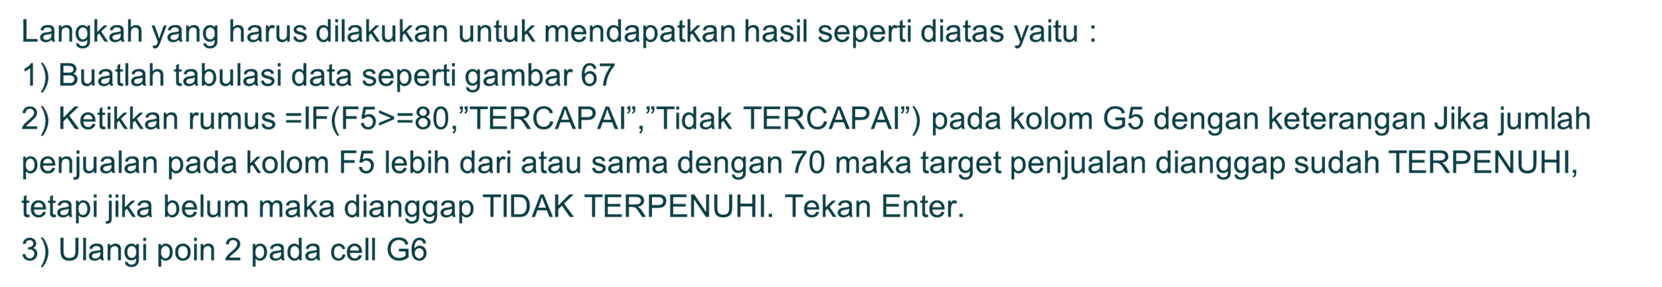 Langkah yang harus dilakukan untuk mendapatkan hasil seperti diatas yaitu :
1) Buatlah tabulasi data seperti gambar 67
2) Ketikkan rumus =IF(F5>=80,”TERCAPAI”,”Tidak TERCAPAI”) pada kolom G5 dengan keterangan Jika jumlah
penjualan pada kolom F5 lebih dari atau sama dengan 70 maka target penjualan dianggap sudah TERPENUHI,
tetapi jika belum maka dianggap TIDAK TERPENUHI. Tekan Enter.
3) Ulangi poin 2 pada cell G6